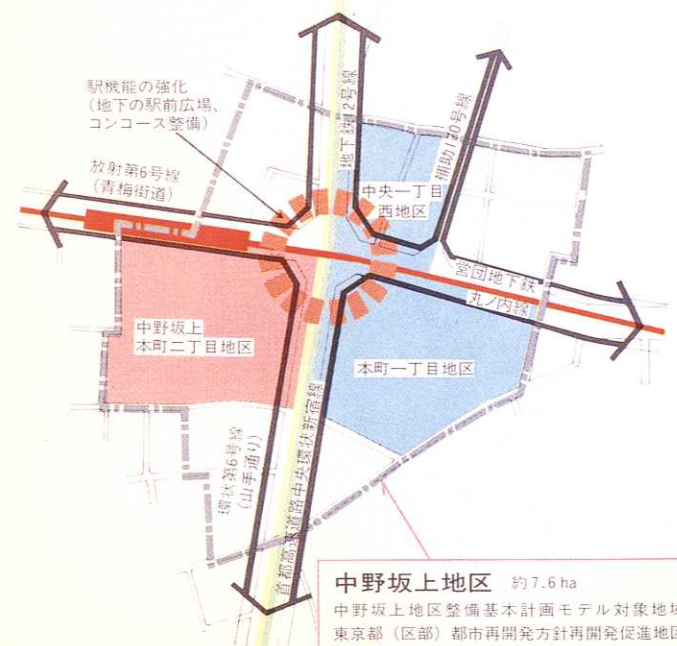 駅機能の強化
(地下の駅前広場、
コンコース整備)
放射第6号線
(青梅街道)
地下鉄12号線
補助110号線
中央一丁目
西地区
営団地下鉄
丸ノ内線
中野坂上
本町二丁目地区
本町一丁目地区
環状第6号線
(山手通り)
首都高速道路中央環状新宿線
中野坂上地区 約7.6ha
中野坂上地区整備基本計画モデル対象地域
東京都(区部)都市再開発方針再開発促進地区